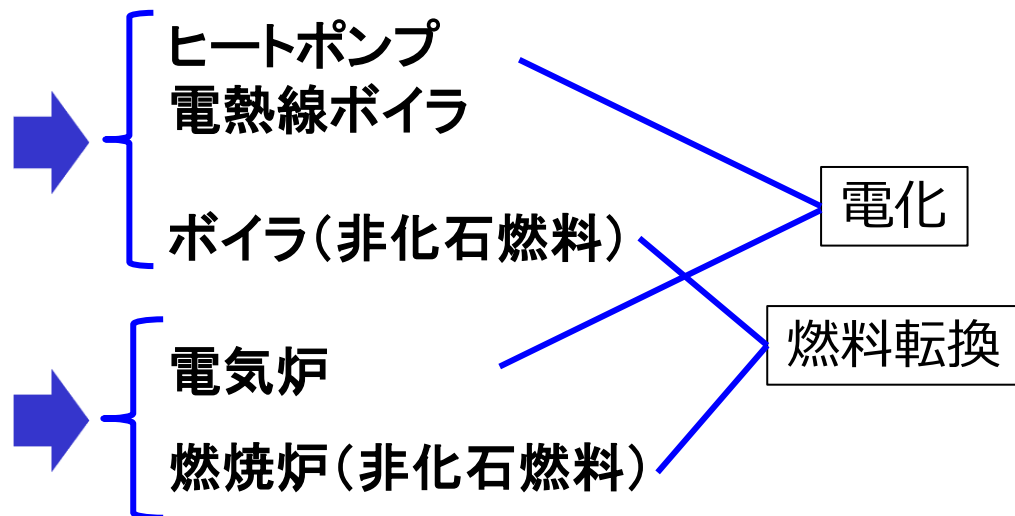 ヒートポンプ
電熱線ボイラ
ボイラ（非化石燃料）
電化
電気炉
燃料転換
燃焼炉（非化石燃料）